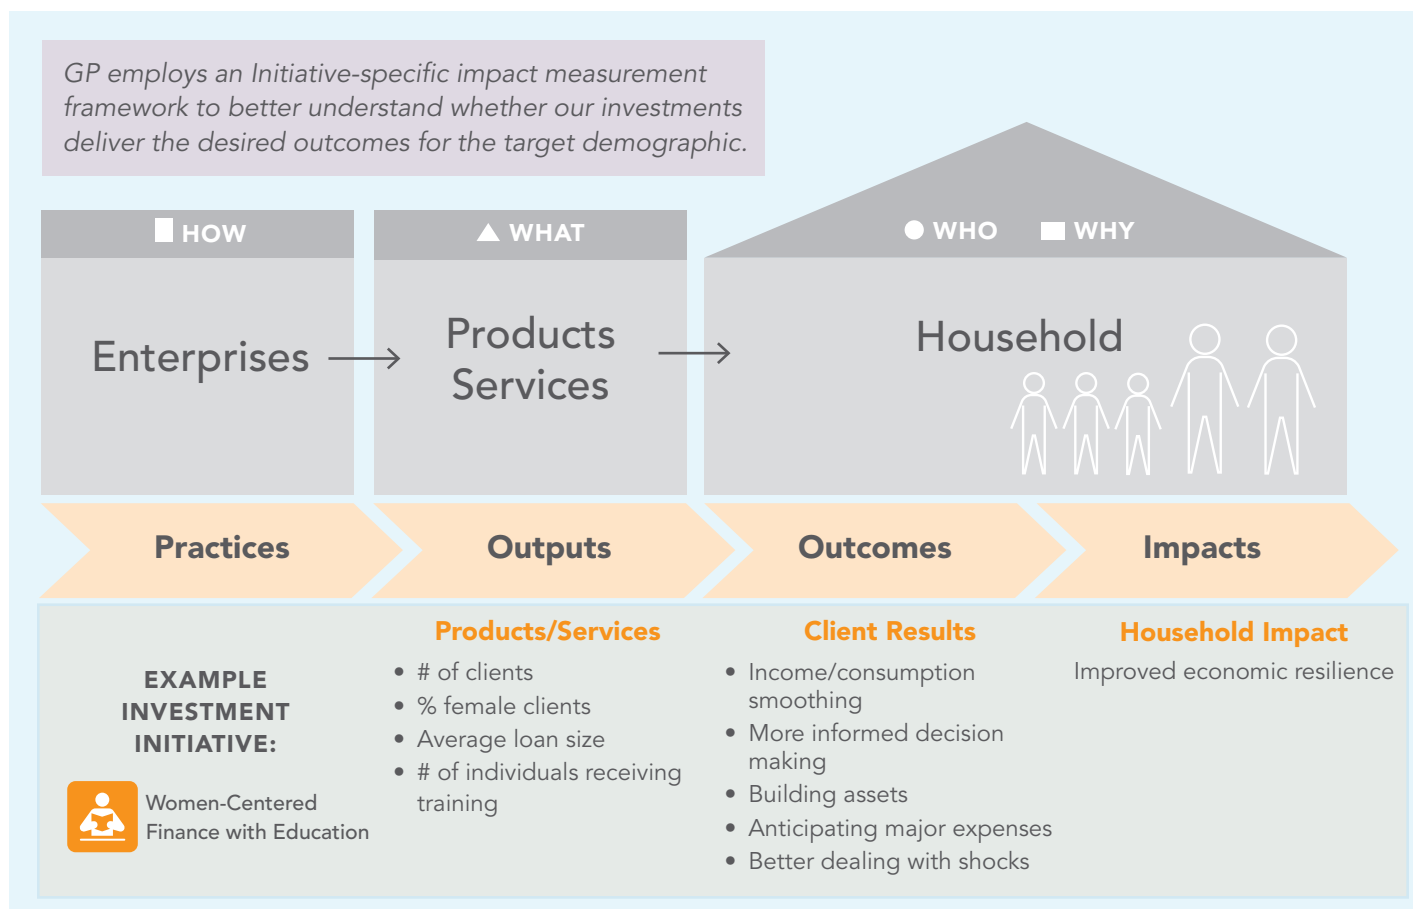 GP employs an Initiative-specific impact measurement
framework to better understand whether our investments
deliver the desired outcomes for the target demographic.
HOW
WHAT
WHO
WHY
Enterprises
Products
Services
Household
Practices
Outputs
Outcomes
Impacts
EXAMPLE
INVESTMENT
INITIATIVE:
Women-Centered
Finance with Education
Products/Services
• # of clients
• % female clients
• Average loan size
• # of individuals receiving
training
Client Results
• Income/consumption
smoothing
• More informed decision
making
• Building assets
• Anticipating major expenses
• Better dealing with shocks
Household Impact
Improved economic resilience